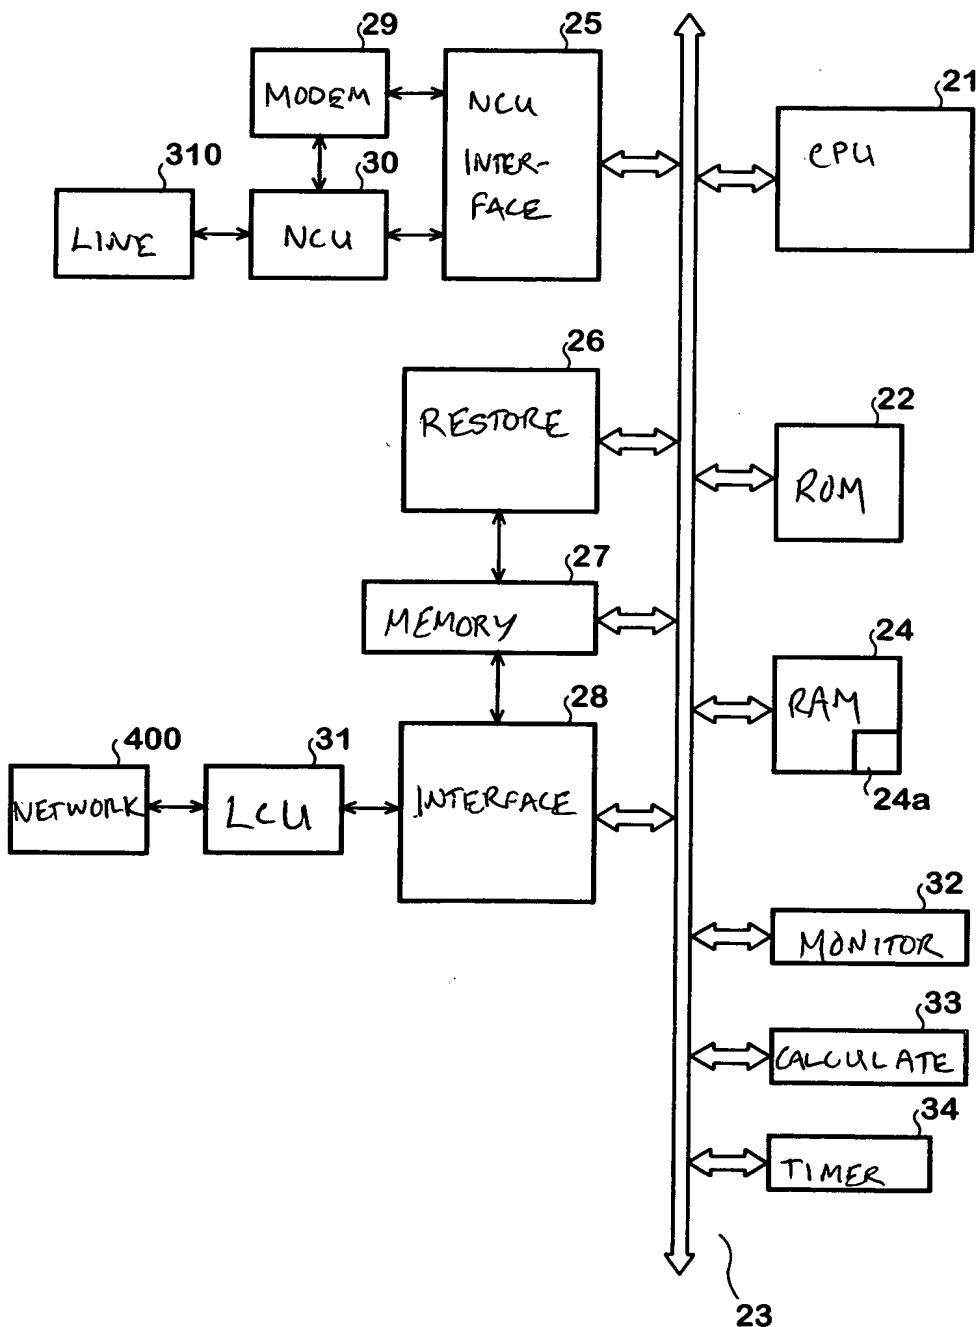 29
25
MODEM
NCU
INTER-
FACE
21
CPU
310
LINE
30
NCU
26
RESTORE
22
ROM
27
MEMORY
24
RAM
24a
28
INTERFACE
400
NETWORK
31
LCU
32
MONITOR
33
CALCULATE
34
TIMER
23